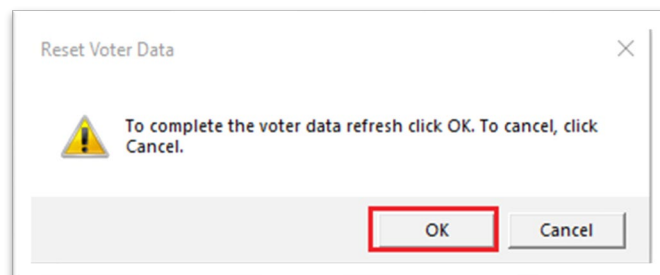 Reset Voter Data
To complete the voter data refresh click OK. To cancel, click
Cancel.
OK Cancel